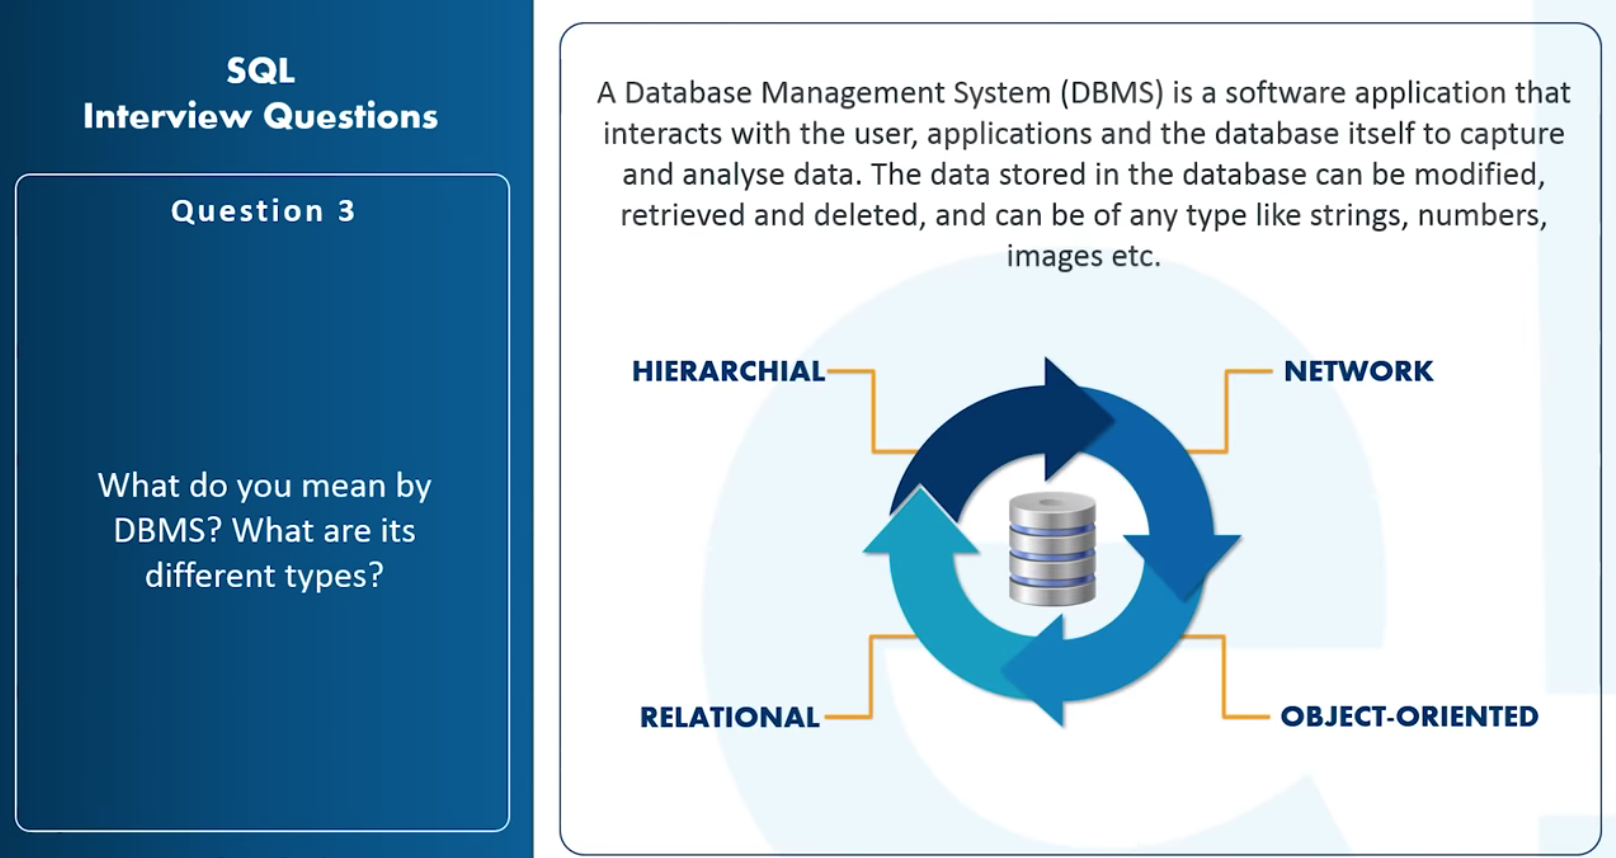 SQL
Interview Questions
Question 3
What do you mean by
DBMS? What are its
different types?
A Database Management System (DBMS) is a software application that
interacts with the user, applications and the database itself to capture
and analyse data. The data stored in the database can be modified,
retrieved and deleted, and can be of any type like strings, numbers,
images etc.
HIERARCHIAL
NETWORK
RELATIONAL
OBJECT-ORIENTED